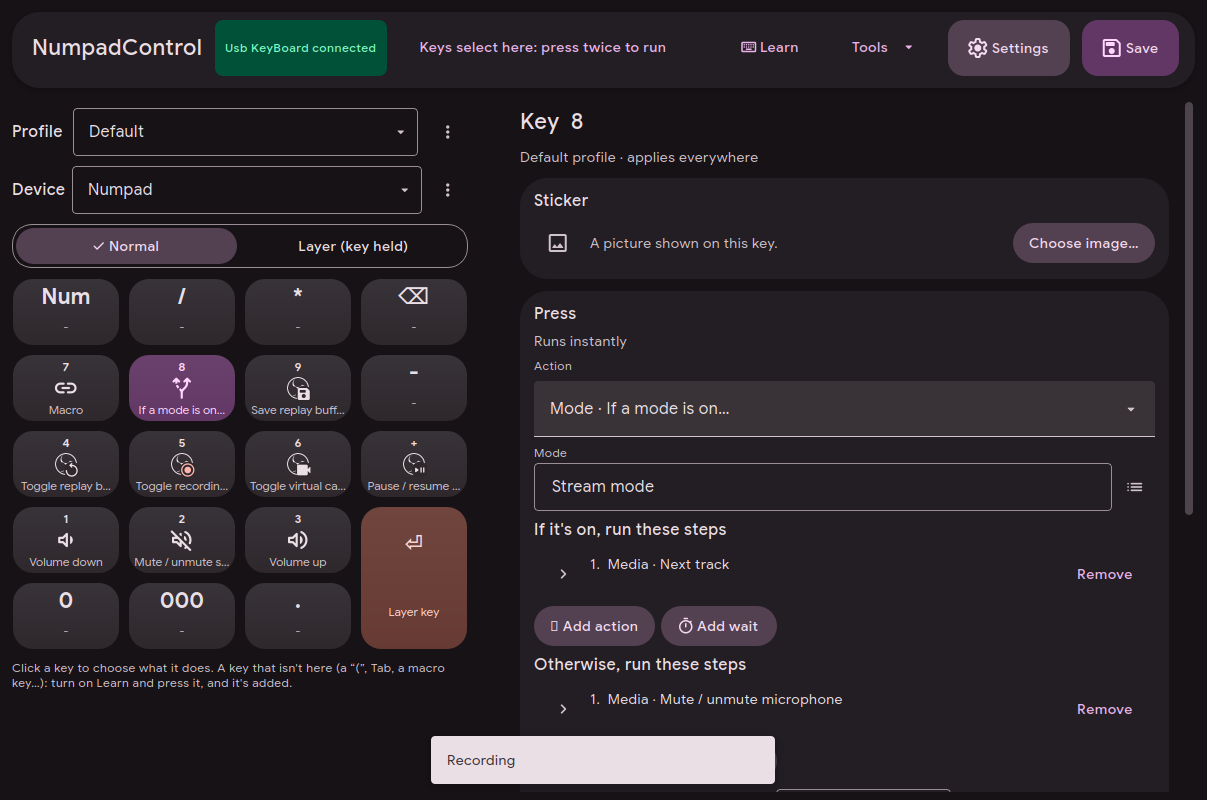 NumpadControl
Usb KeyBoard connected
Keys select here: press twice to run
Learn
Tools
Settings
Save
Profile
Default
Device
Numpad
Normal
Layer (key held)
Num
-
/
-
*
-
⌫
-
7
Macro
8
If a mode is on...
9
Save replay buff...
-
-
4
Toggle replay b...
5
Toggle recordin...
6
Toggle virtual ca...
+
Pause / resume ...
1
Volume down
2
Mute / unmute s...
3
Volume up
⏎
Layer key
0
-
000
-
.
-
Click a key to choose what it does. A key that isn't here (a “(”, Tab, a macro
key…): turn on Learn and press it, and it's added.
Key 8
Default profile · applies everywhere
Sticker
A picture shown on this key.
Choose image…
Press
Runs instantly
Action
Mode · If a mode is on…
Mode
Stream mode
If it's on, run these steps
1. Media · Next track
Remove
Add action
Add wait
Otherwise, run these steps
1. Media · Mute / unmute microphone
Remove
Recording